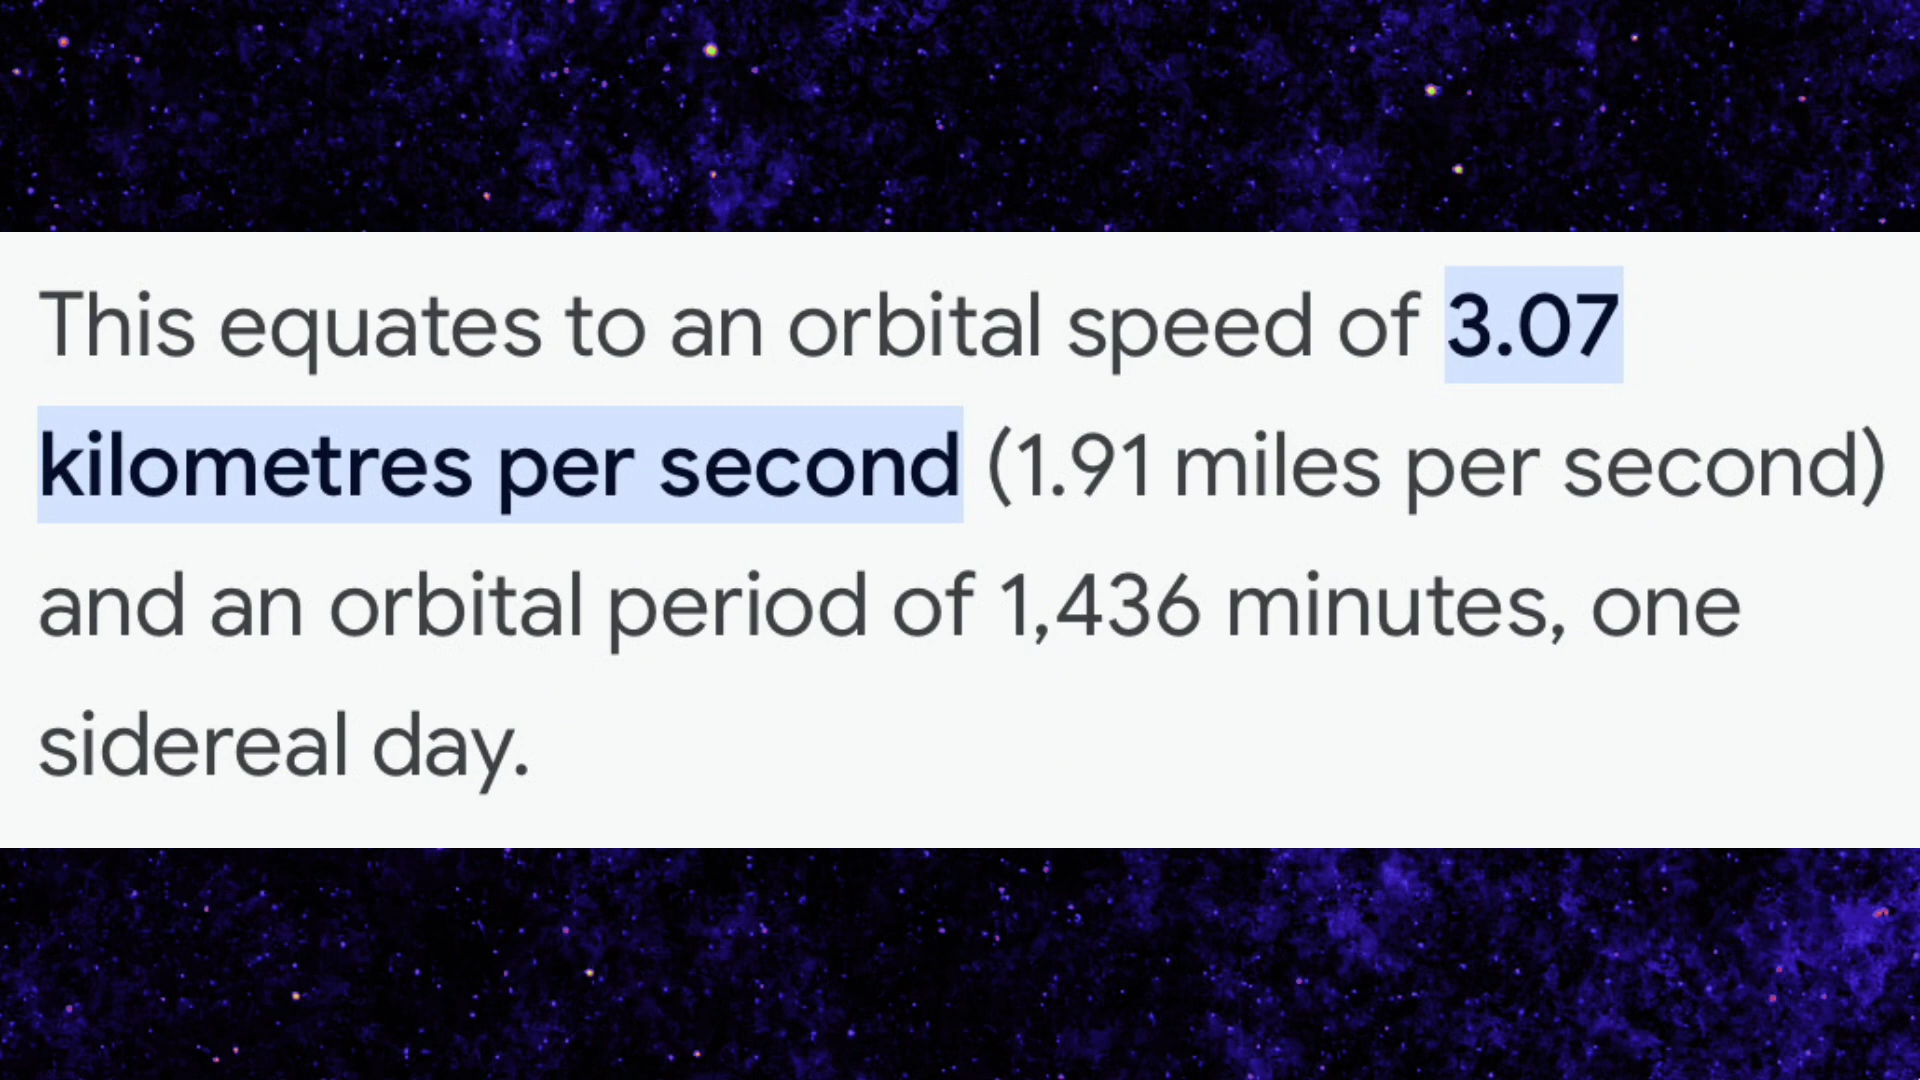 This equates to an orbital speed of 3.07
kilometres per second (1.91 miles per second)
and an orbital period of 1,436 minutes, one
sidereal day.